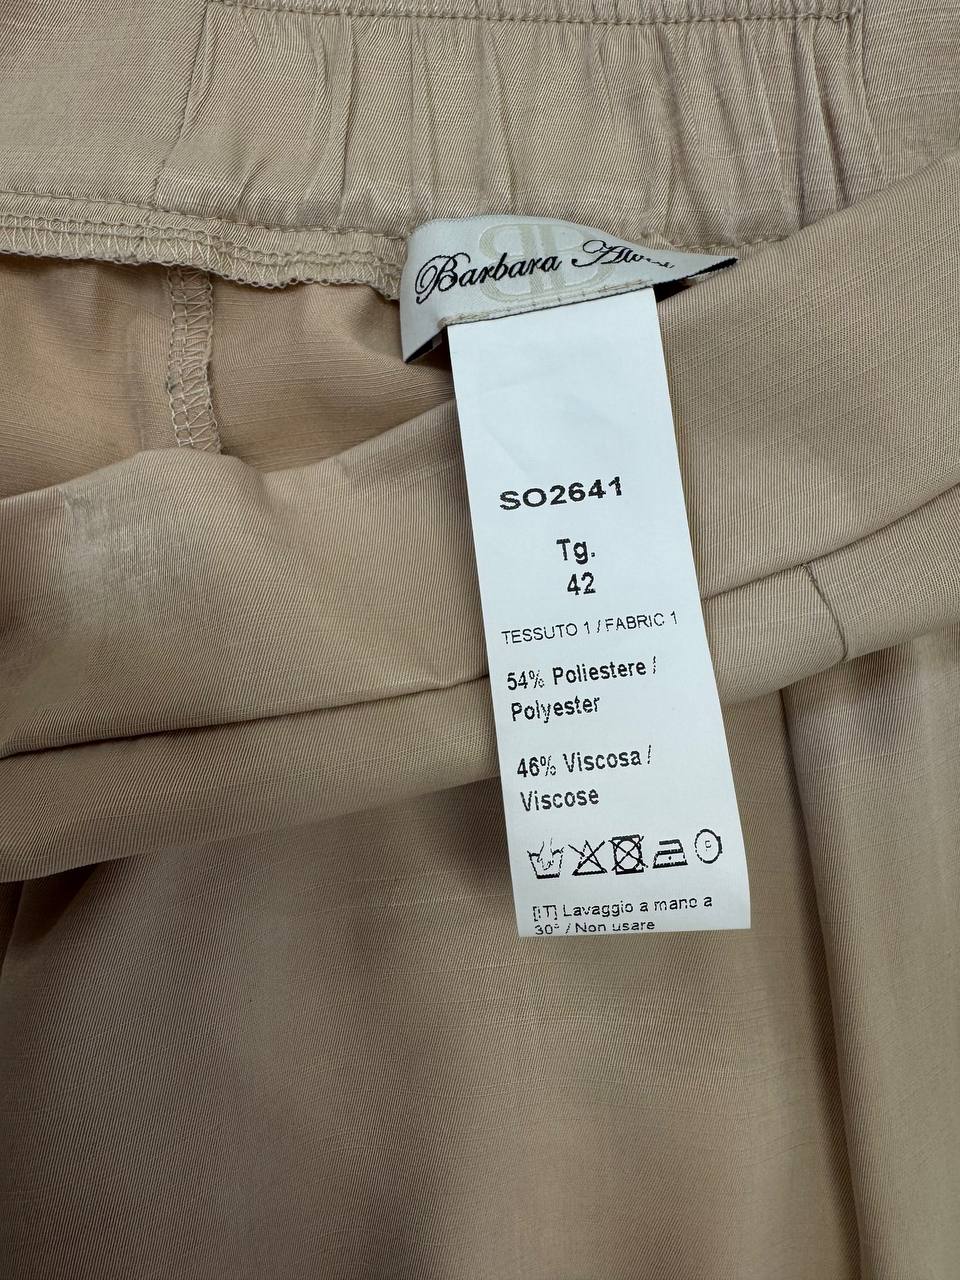 Barbara
SO2641
Tg.
42
TESSUTO 1 / FABRIC 1
54% Poliestere /
Polyester
46% Viscosa /
Viscose
P
[IT] Lavaggio a mano a
30° / Non usare